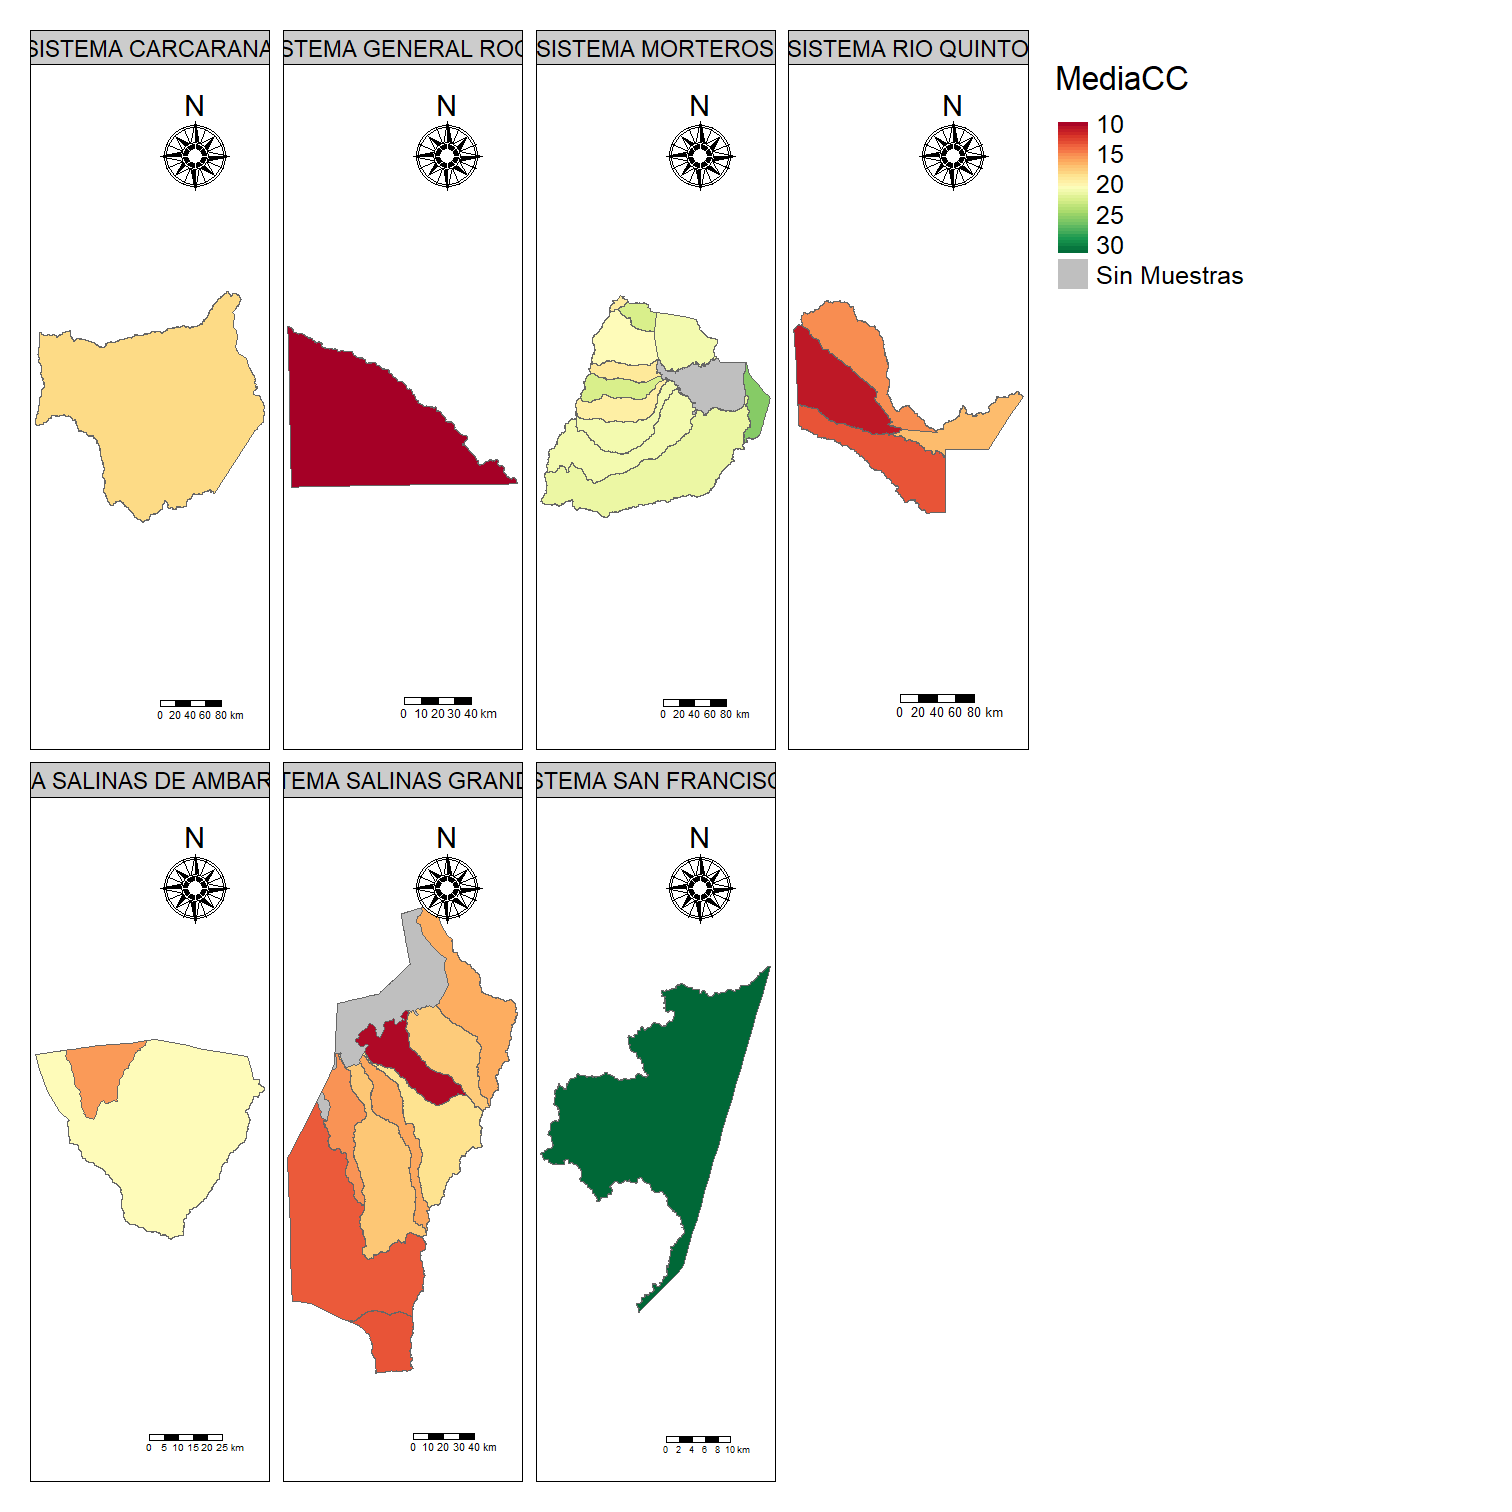 SISTEMA CARCARANA
STEMA GENERAL ROC
SISTEMA MORTEROS
SISTEMA RIO QUINTO
MediaCC
10
15
20
25
30
Sin Muestras
N
N
N
N
0 20 40 60 80 km
0 10 20 30 40 km
0 20 40 60 80 km
0 20 40 60 80 km
A SALINAS DE AMBAR
TEMA SALINAS GRAND
STEMA SAN FRANCISC
N
N
N
0 5 10 15 20 25 km
0 10 20 30 40 km
0 2 4 6 8 10 km